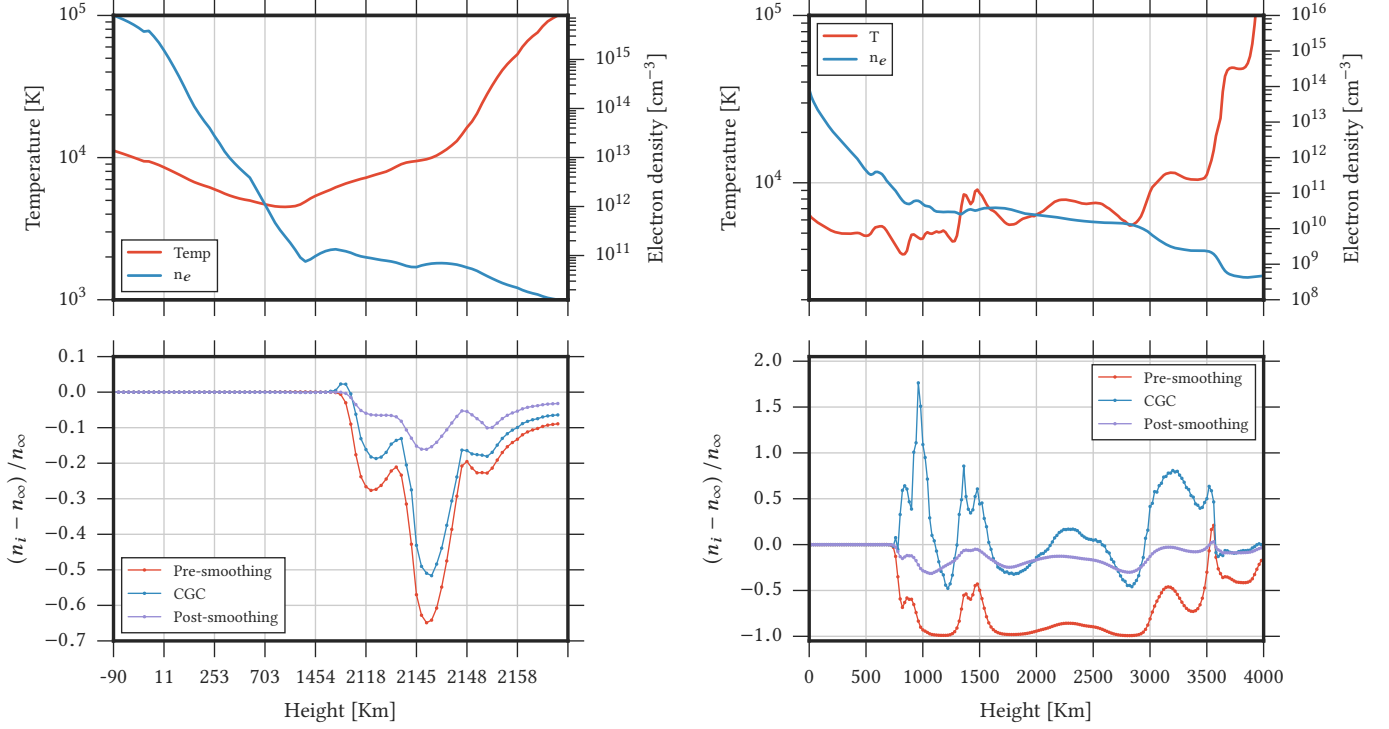 10^5
10^4
10^3
Temperature [K]
10^15
10^14
10^13
10^12
10^11
Electron density [cm^−3]
Temp
n_e
10^5
10^4
Temperature [K]
T
n_e
10^16
10^15
10^14
10^13
10^12
10^11
10^10
10^9
10^8
Electron density [cm^−3]
0.1
0.0
−0.1
−0.2
−0.3
−0.4
−0.5
−0.6
−0.7
(n_i − n_∞) / n_∞
Pre-smoothing
CGC
Post-smoothing
-90 11 253 703 1454 2118 2145 2148 2158
Height [Km]
2.0
1.5
1.0
0.5
0.0
−0.5
−1.0
(n_i − n_∞) / n_∞
Pre-smoothing
CGC
Post-smoothing
0 500 1000 1500 2000 2500 3000 3500 4000
Height [Km]